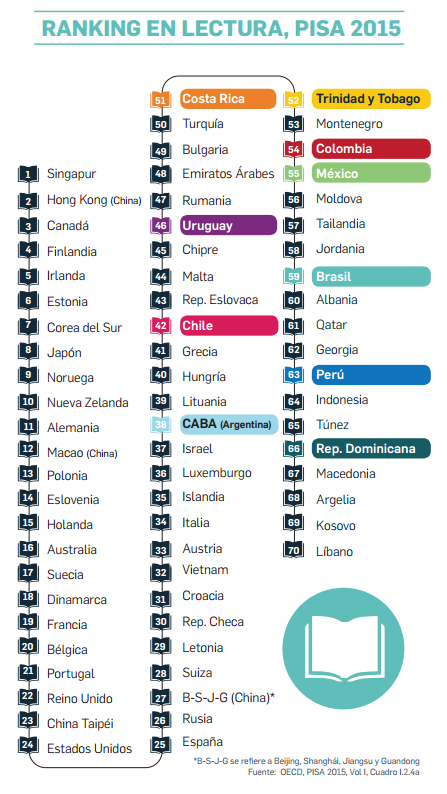 RANKING EN LECTURA, PISA 2015
1 Singapur
2 Hong Kong (China)
3 Canadá
4 Finlandia
5 Irlanda
6 Estonia
7 Corea del Sur
8 Japón
9 Noruega
10 Nueva Zelanda
11 Alemania
12 Macao (China)
13 Polonia
14 Eslovenia
15 Holanda
16 Australia
17 Suecia
18 Dinamarca
19 Francia
20 Bélgica
21 Portugal
22 Reino Unido
23 China Taipéi
24 Estados Unidos
25 España
26 Rusia
27 B-S-J-G (China)*
28 Suiza
29 Letonia
30 Rep. Checa
31 Croacia
32 Vietnam
33 Austria
34 Italia
35 Islandia
36 Luxemburgo
37 Israel
38 CABA (Argentina)
39 Lituania
40 Hungría
41 Grecia
42 Chile
43 Rep. Eslovaca
44 Malta
45 Chipre
46 Uruguay
47 Rumania
48 Emiratos Árabes
49 Bulgaria
50 Turquía
51 Costa Rica
52 Trinidad y Tobago
53 Montenegro
54 Colombia
55 México
56 Moldova
57 Tailandia
58 Jordania
59 Brasil
60 Albania
61 Qatar
62 Georgia
63 Perú
64 Indonesia
65 Túnez
66 Rep. Dominicana
67 Macedonia
68 Argelia
69 Kosovo
70 Líbano
*B-S-J-G se refiere a Beijing, Shanghái, Jiangsu y Guandong
Fuente: OECD, PISA 2015, Vol I, Cuadro I.2.4a